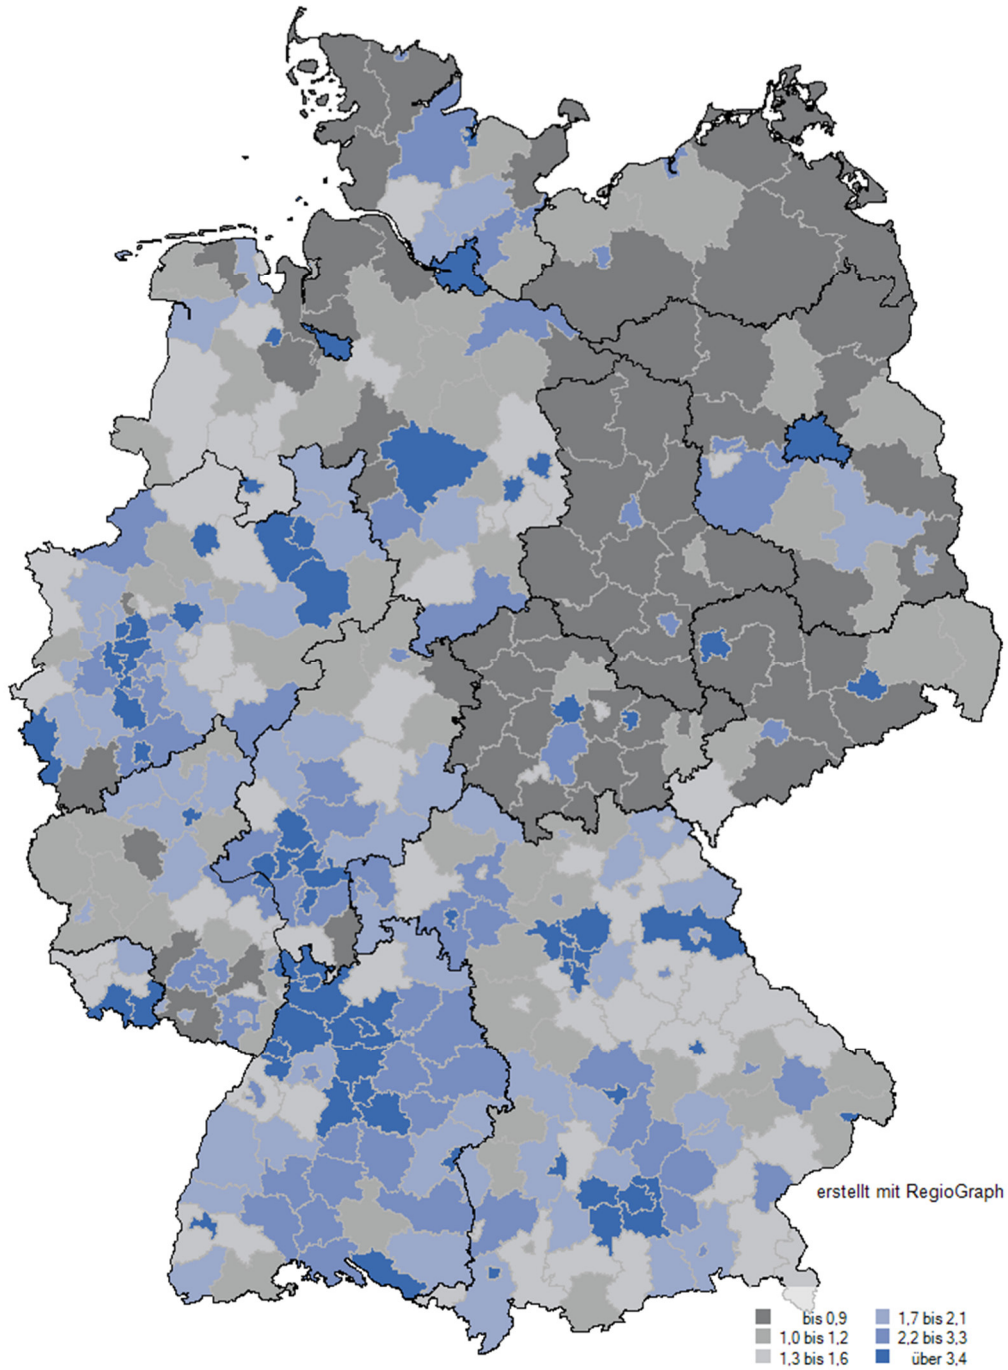 erstellt mit RegioGraph
bis 0,9
1,0 bis 1,2
1,3 bis 1,6
1,7 bis 2,1
2,2 bis 3,3
über 3,4